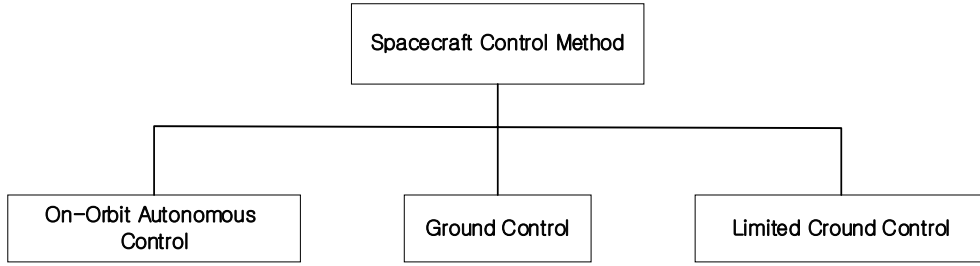 Spacecraft Control Method
On-Orbit Autonomous
Control
Ground Control
Limited Cround Control